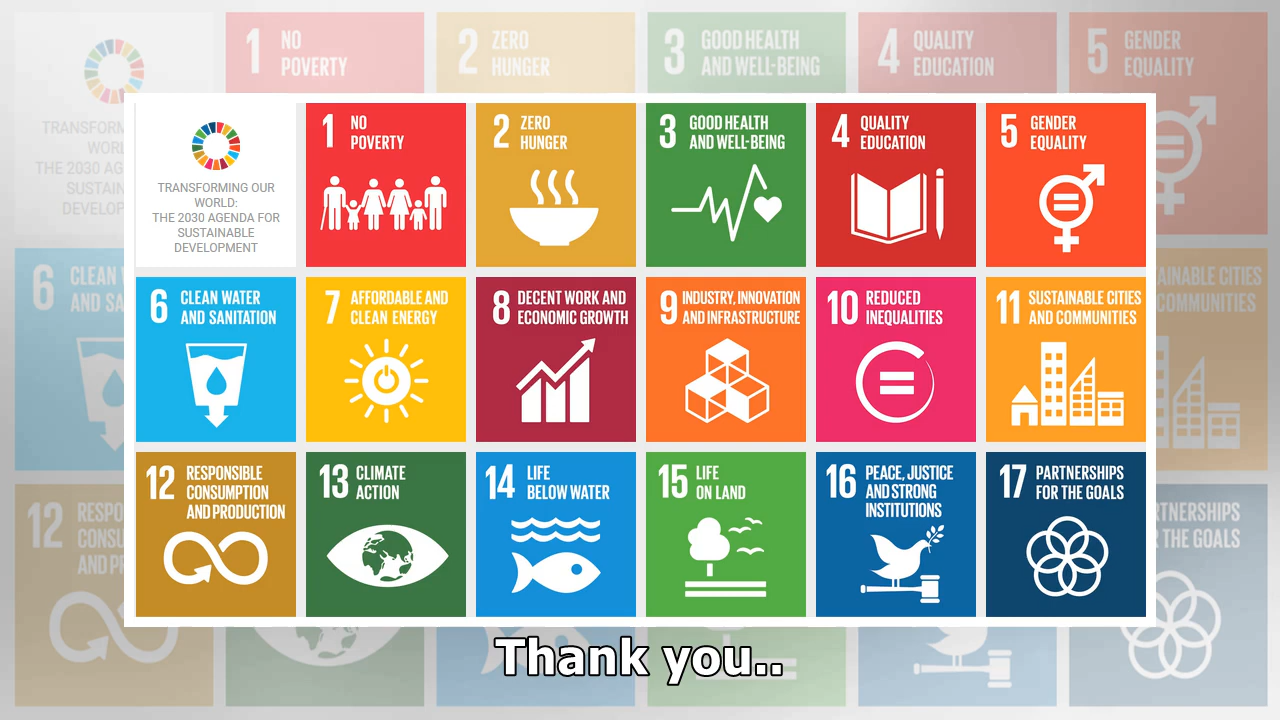 TRANSFORMING OUR
WORLD:
THE 2030 AGENDA FOR
SUSTAINABLE
DEVELOPMENT
1 NO
POVERTY
2 ZERO
HUNGER
3 GOOD HEALTH
AND WELL-BEING
4 QUALITY
EDUCATION
5 GENDER
EQUALITY
6 CLEAN WATER
AND SANITATION
7 AFFORDABLE AND
CLEAN ENERGY
8 DECENT WORK AND
ECONOMIC GROWTH
9 INDUSTRY, INNOVATION
AND INFRASTRUCTURE
10 REDUCED
INEQUALITIES
11 SUSTAINABLE CITIES
AND COMMUNITIES
12 RESPONSIBLE
CONSUMPTION
AND PRODUCTION
13 CLIMATE
ACTION
14 LIFE
BELOW WATER
15 LIFE
ON LAND
16 PEACE, JUSTICE
AND STRONG
INSTITUTIONS
17 PARTNERSHIPS
FOR THE GOALS
Thank you..